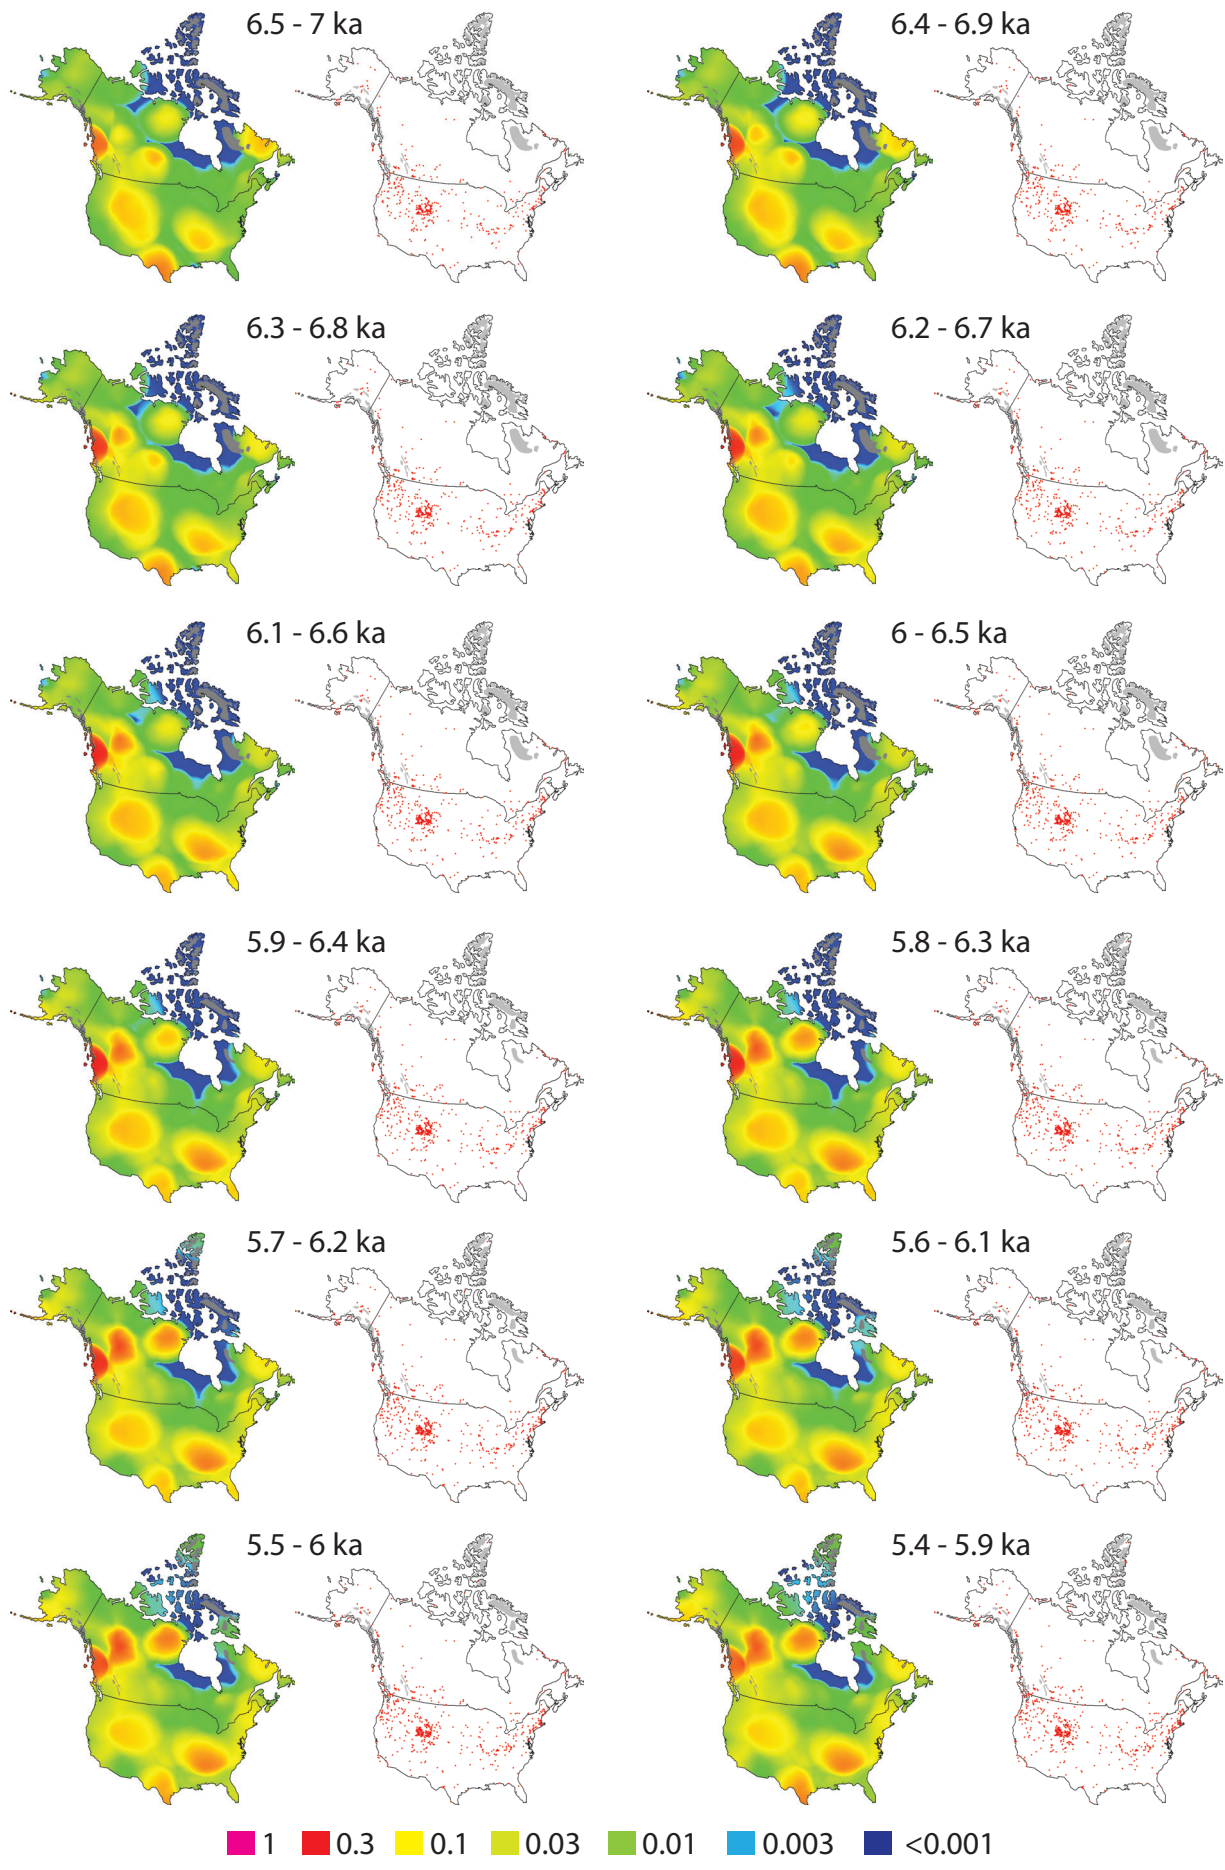 6.5 - 7 ka
6.4 - 6.9 ka
6.3 - 6.8 ka
6.2 - 6.7 ka
6.1 - 6.6 ka
6 - 6.5 ka
5.9 - 6.4 ka
5.8 - 6.3 ka
5.7 - 6.2 ka
5.6 - 6.1 ka
5.5 - 6 ka
5.4 - 5.9 ka
1 0.3 0.1 0.03 0.01 0.003 <0.001